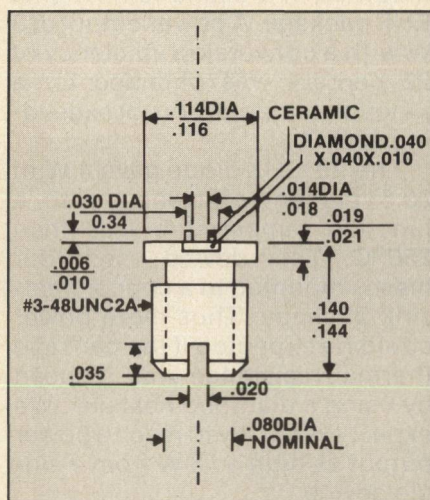 .114DIA
.116
CERAMIC
DIAMOND.040
X.040X.010
.030 DIA
0.34
.014DIA
.018
.019
.021
.006
.010
#3-48UNC2A
.140
.144
.035
.020
.080DIA
NOMINAL